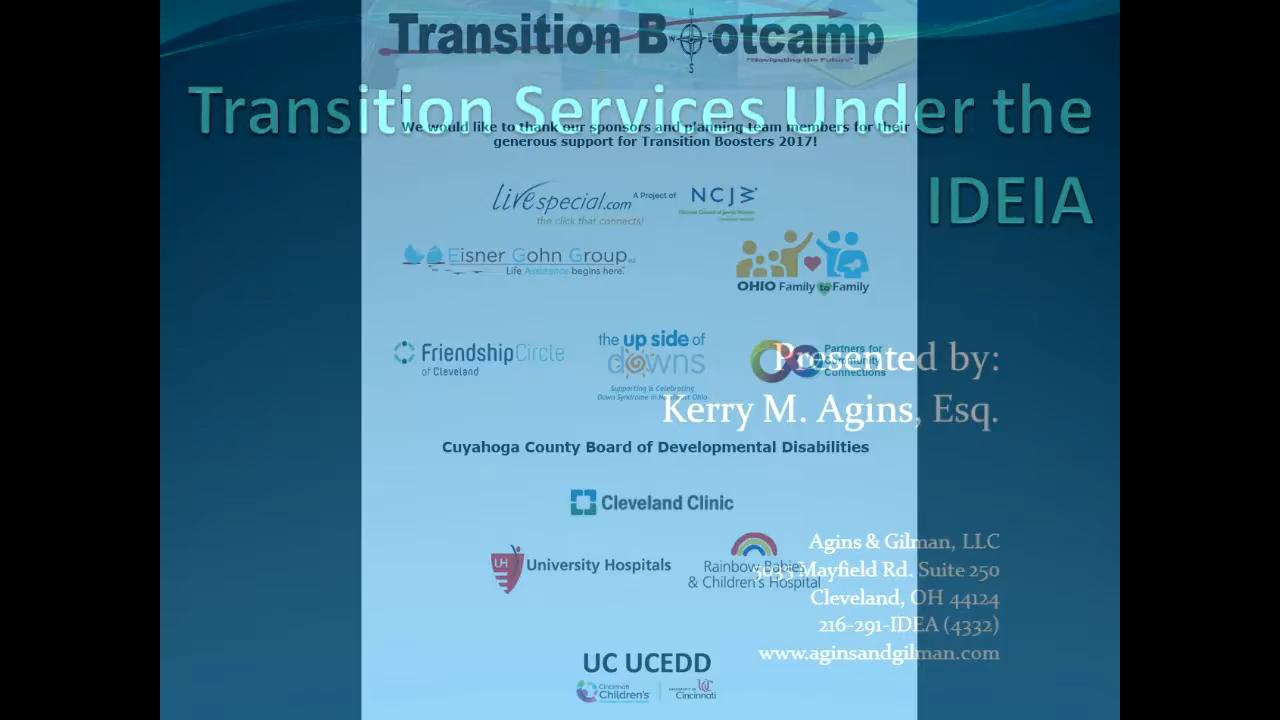 Transition Bootcamp
"Navigating the Future"
Transition Services Under the
IDEIA
We would like to thank our sponsors and planning team members for their
generous support for Transition Boosters 2017!
livespecial.com A Project of NCJW
the click that connects!
Eisner Gohn Group
Life Assurance begins here.
OHIO Family to Family
FriendshipCircle
of Cleveland
the up side of
downs
Supporting & Celebrating
Down Syndrome in Northeast Ohio
Partners for
Community
Connections
Presented by:
Kerry M. Agins, Esq.
Cuyahoga County Board of Developmental Disabilities
Cleveland Clinic
UH University Hospitals
Rainbow Babies
& Children's Hospital
Agins & Gilman, LLC
Mayfield Rd. Suite 250
Cleveland, OH 44124
216-291-IDEA (4332)
www.aginsandgilman.com
UC UCEDD
Cincinnati
Children's
UNIVERSITY OF
Cincinnati